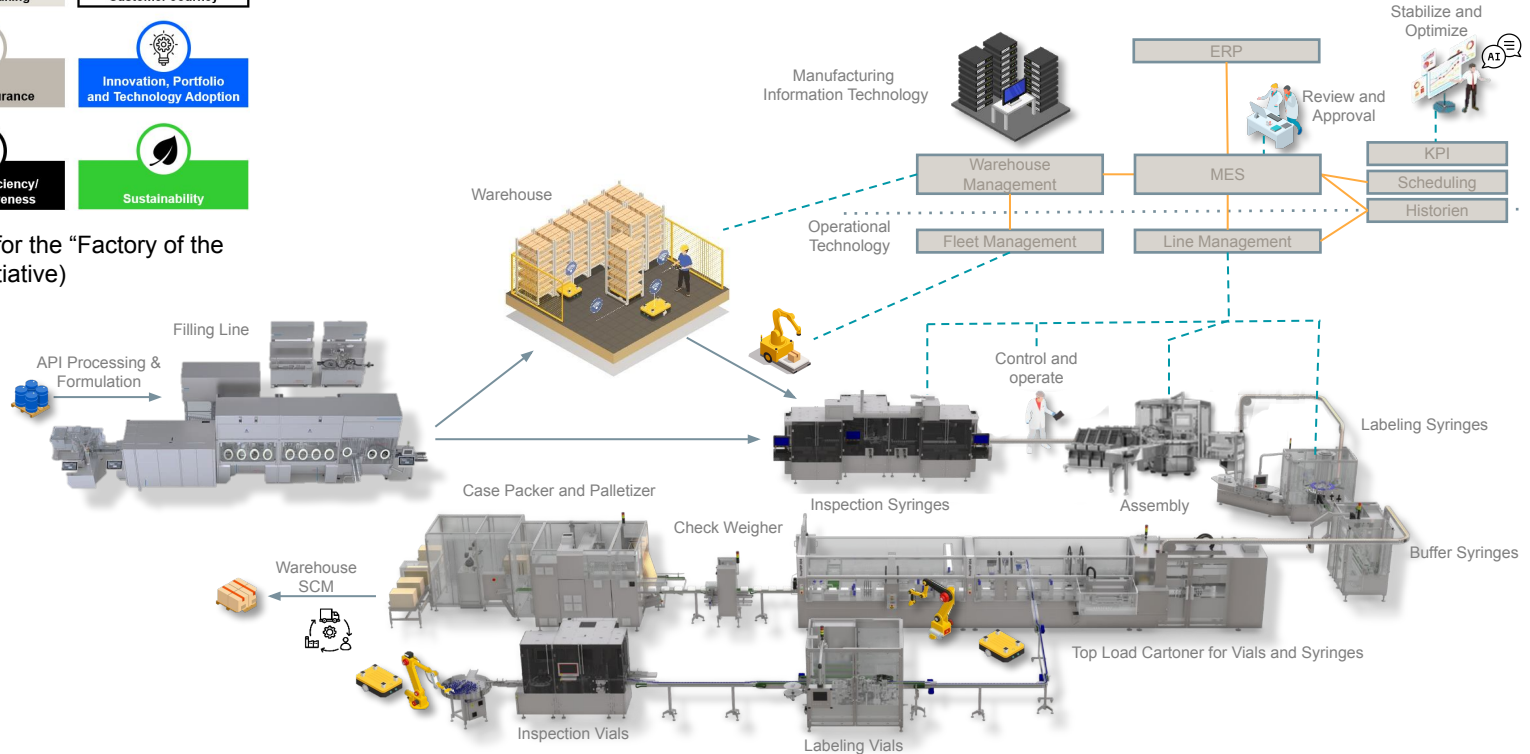 Innovation, Portfolio
and Technology Adoption
Sustainability
for the “Factory of the
Filling Line
API Processing &
Formulation
Warehouse
Manufacturing
Information Technology
ERP
Stabilize and
Optimize
AI
Review and
Approval
Warehouse
Management
MES
KPI
Scheduling
Historien
Operational
Technology
Fleet Management
Line Management
Control and
operate
Inspection Syringes
Assembly
Labeling Syringes
Buffer Syringes
Case Packer and Palletizer
Check Weigher
Warehouse
SCM
Top Load Cartoner for Vials and Syringes
Inspection Vials
Labeling Vials